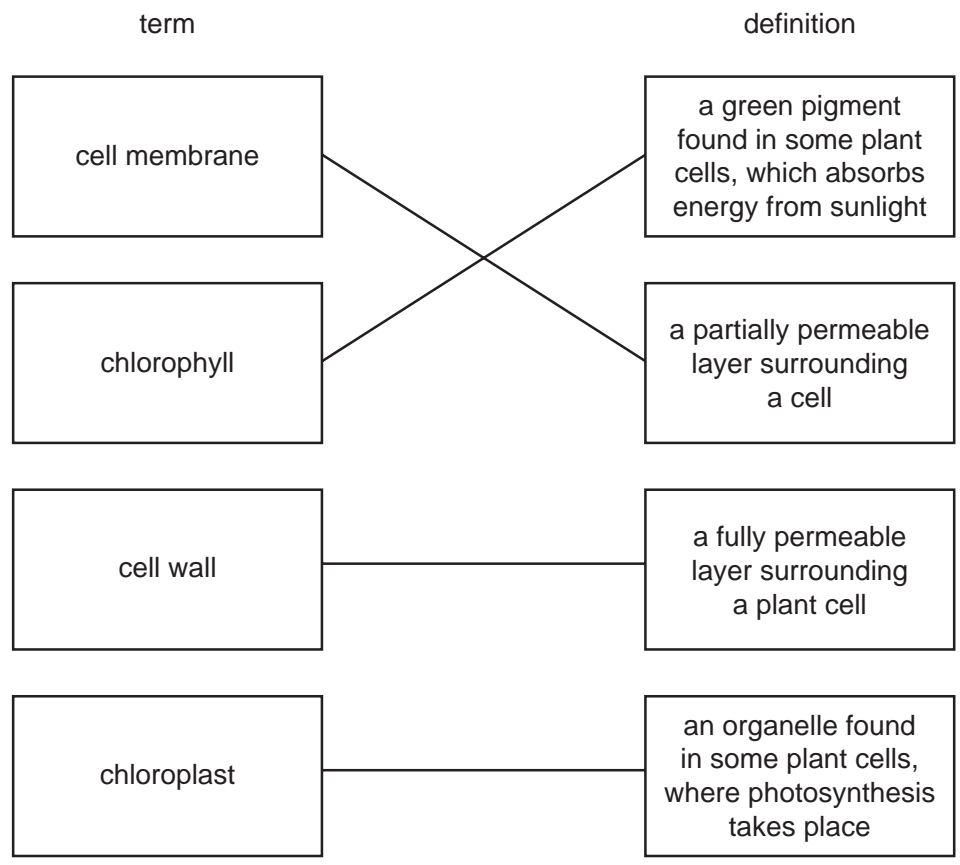 term
definition
cell membrane
a green pigment
found in some plant
cells, which absorbs
energy from sunlight
chlorophyll
a partially permeable
layer surrounding
a cell
cell wall
a fully permeable
layer surrounding
a plant cell
chloroplast
an organelle found
in some plant cells,
where photosynthesis
takes place